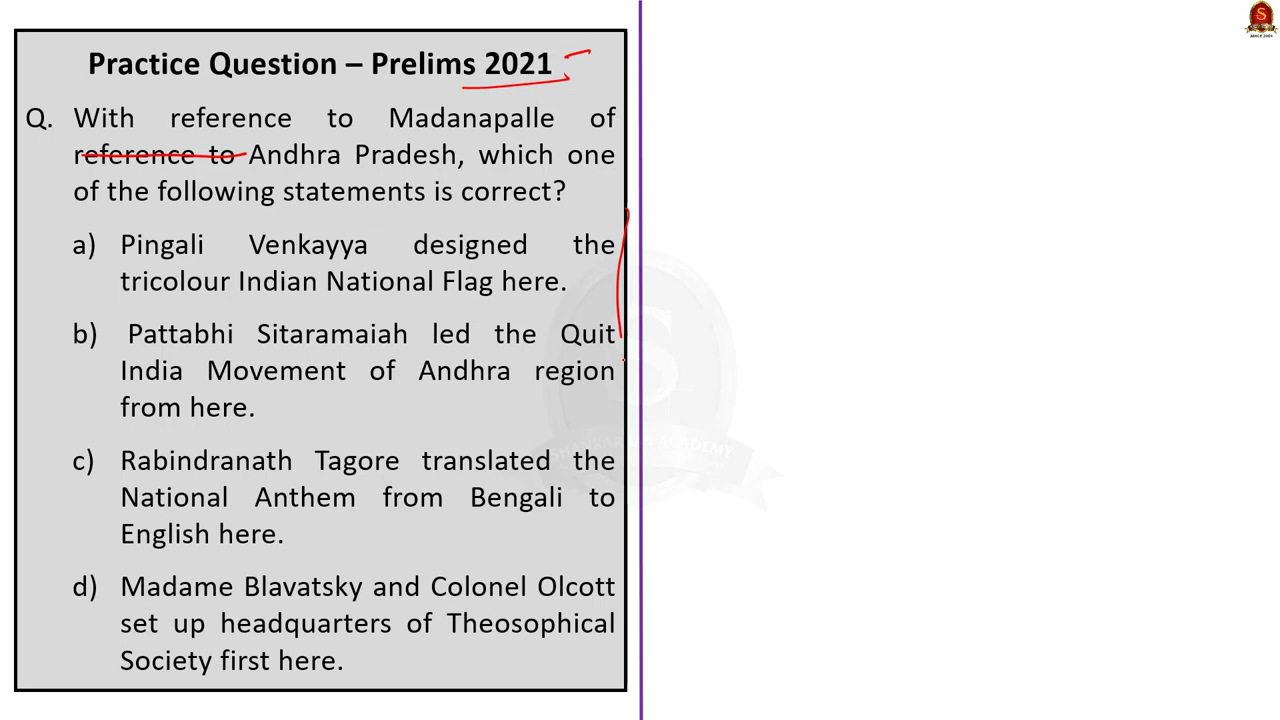 Practice Question – Prelims 2021
Q. With reference to Madanapalle of
reference to Andhra Pradesh, which one
of the following statements is correct?
a) Pingali Venkayya designed the
tricolour Indian National Flag here.
b) Pattabhi Sitaramaiah led the Quit
India Movement of Andhra region
from here.
c) Rabindranath Tagore translated the
National Anthem from Bengali to
English here.
d) Madame Blavatsky and Colonel Olcott
set up headquarters of Theosophical
Society first here.
S
SINCE 2004
S